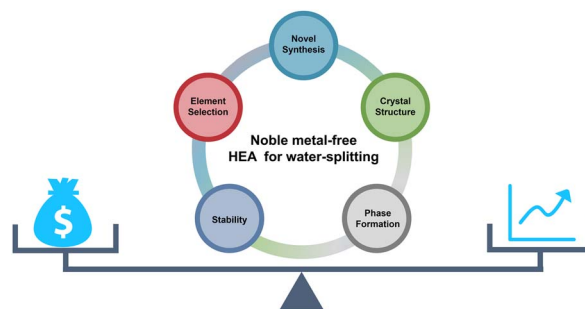 Novel
Synthesis
Element
Selection
Crystal
Structure
Noble metal-free
HEA for water-splitting
Stability
Phase
Formation
$